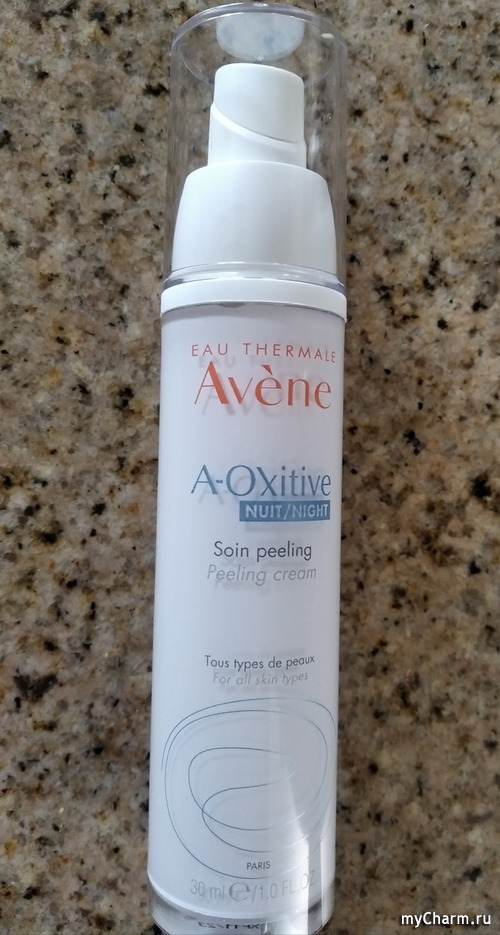 EAU THERMALE
Avène
A-OXitive
NUIT/NIGHT
Soin peeling
Peeling cream
Tous types de peaux
For all skin types
PARIS
30 ml ℮/1.0 FL OZ
myCharm.ru